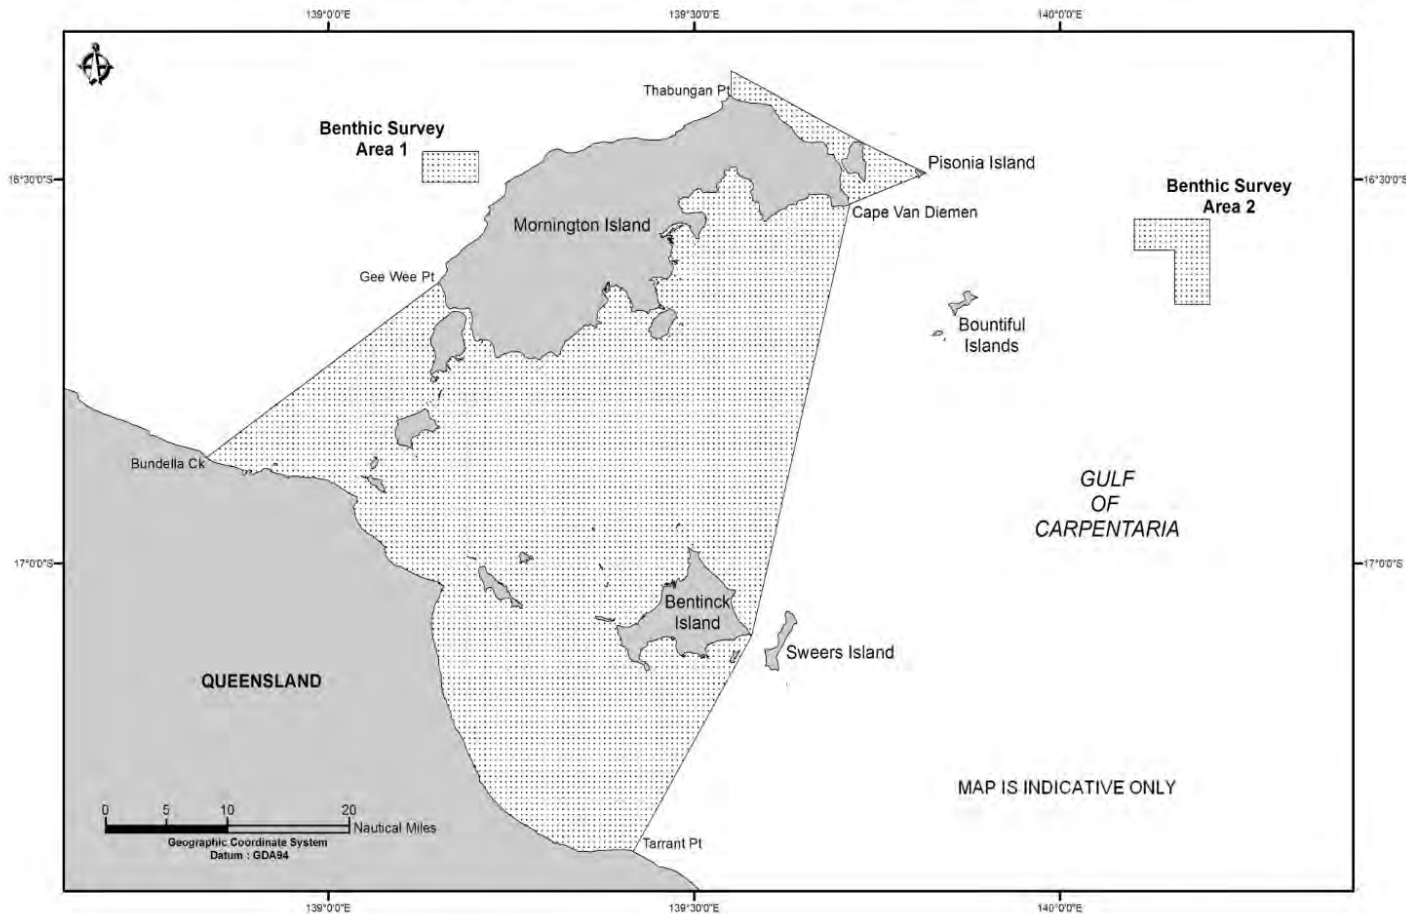 139°0'0"E
139°30'0"E
140°0'0"E
Thabungan Pt
Benthic Survey
Area 1
Pisonia Island
16°30'0"S
16°30'0"S
Benthic Survey
Area 2
Cape Van Diemen
Mornington Island
Gee Wee Pt
Bountiful
Islands
Bundella Ck
GULF
OF
CARPENTARIA
17°0'0"S
17°0'0"S
Bentinck
Island
Sweers Island
QUEENSLAND
MAP IS INDICATIVE ONLY
0 5 10 20
Nautical Miles
Geographic Coordinate System
Datum : GDA94
Tarrant Pt
139°0'0"E
139°30'0"E
140°0'0"E